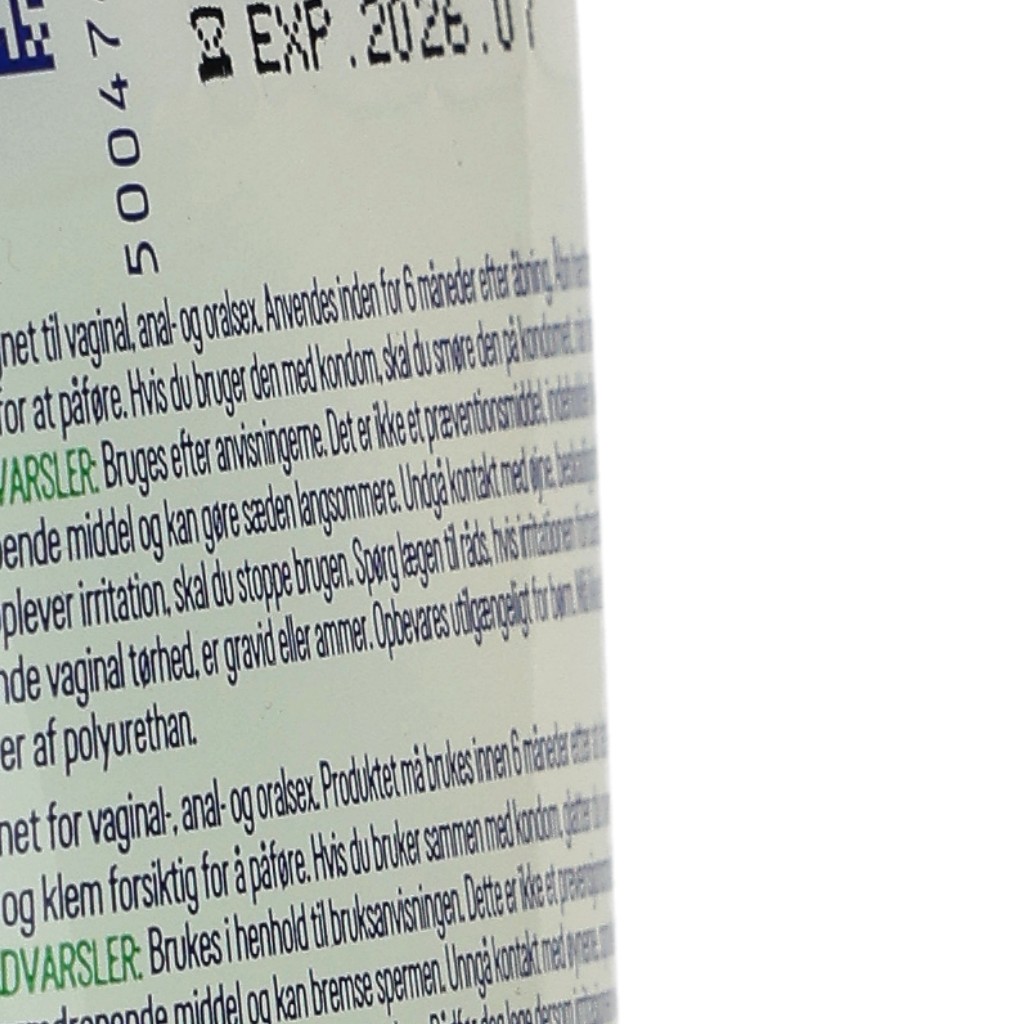 EXP.2026.07
50047
net til vaginal, anal- og oralsex. Anvendes inden for 6 måneder efter åbning.
for at påføre. Hvis du bruger den med kondom, skal du smøre den på kondomet,
VARSLER: Bruges efter anvisningerne. Det er ikke et præventionsmiddel,
ende middel og kan gøre sæden langsommere. Undgå kontakt med øjne.
plever irritation, skal du stoppe brugen. Spørg lægen til råds, hvis irritationen
nde vaginal tørhed, er gravid eller ammer. Opbevares utilgængeligt for børn.
er af polyurethan.
net for vaginal-, anal- og oralsex. Produktet må brukes innen 6 måneder etter
og klem forsiktig for å påføre. Hvis du bruker sammen med kondom,
DVARSLER: Brukes i henhold til bruksanvisningen. Dette er ikke et
middel og kan bremse spermen. Unngå kontakt med øynene,